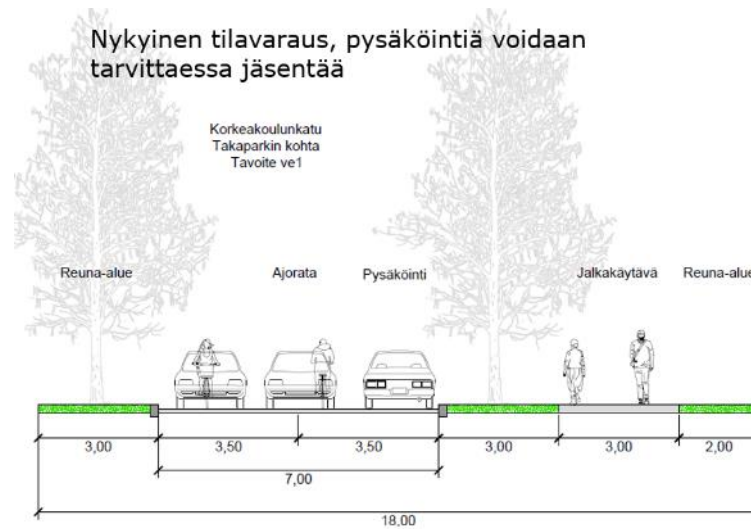 Nykyinen tilavaraus, pysäköintiä voidaan
tarvittaessa jäsentää
Korkeakoulunkatu
Takaparkin kohta
Tavoite ve1
Reuna-alue
Ajorata
Pysäköinti
Jalkakäytävä
Reuna-alue
3,00
3,50
3,50
3,00
3,00
2,00
7,00
18,00